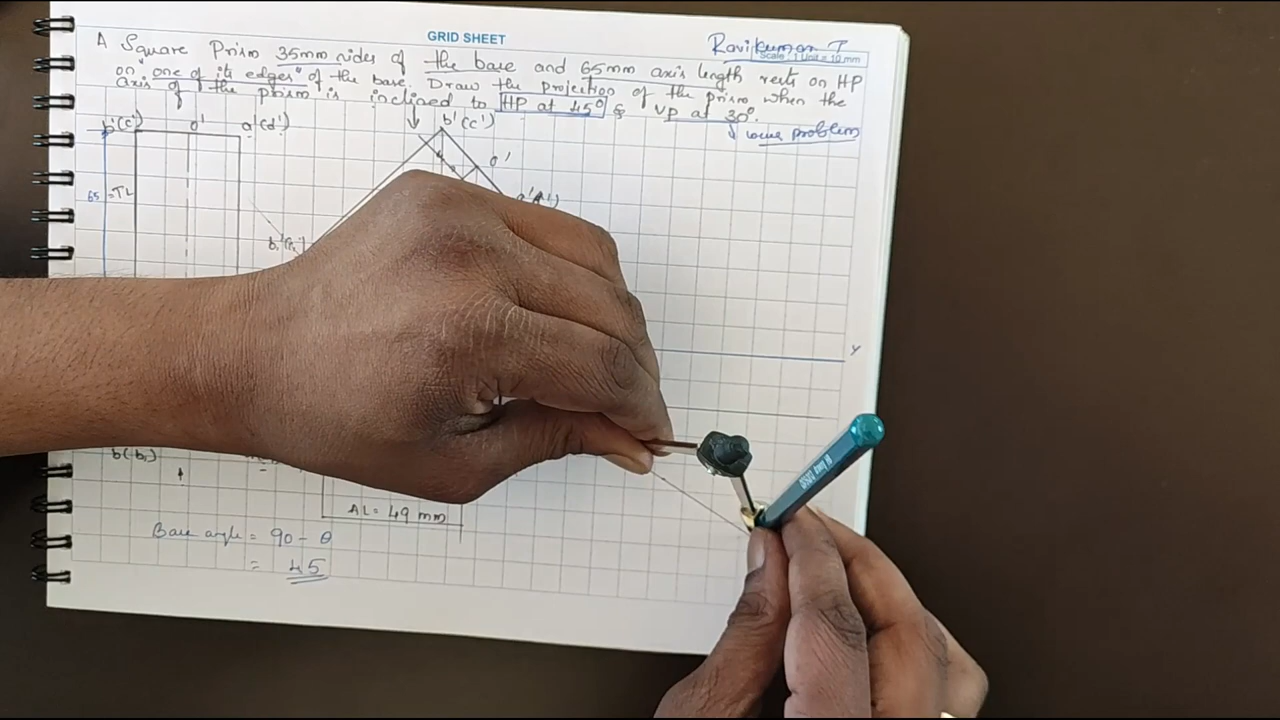 GRID SHEET
Ravikumar T
Scale : 1 Unit = 10 mm
A Square Prism 35mm sides of the base and 65mm axis length rests on HP
on "one of its edges" of the base. Draw the projection of the prism when the
axis of the prism is inclined to HP at 45° & VP at 30°.
locus problem
b'(c') o' a'(d')
b'(c')
o'
65 = TL
Y
AL = 49 mm
Base angle = 90 - θ
= 45